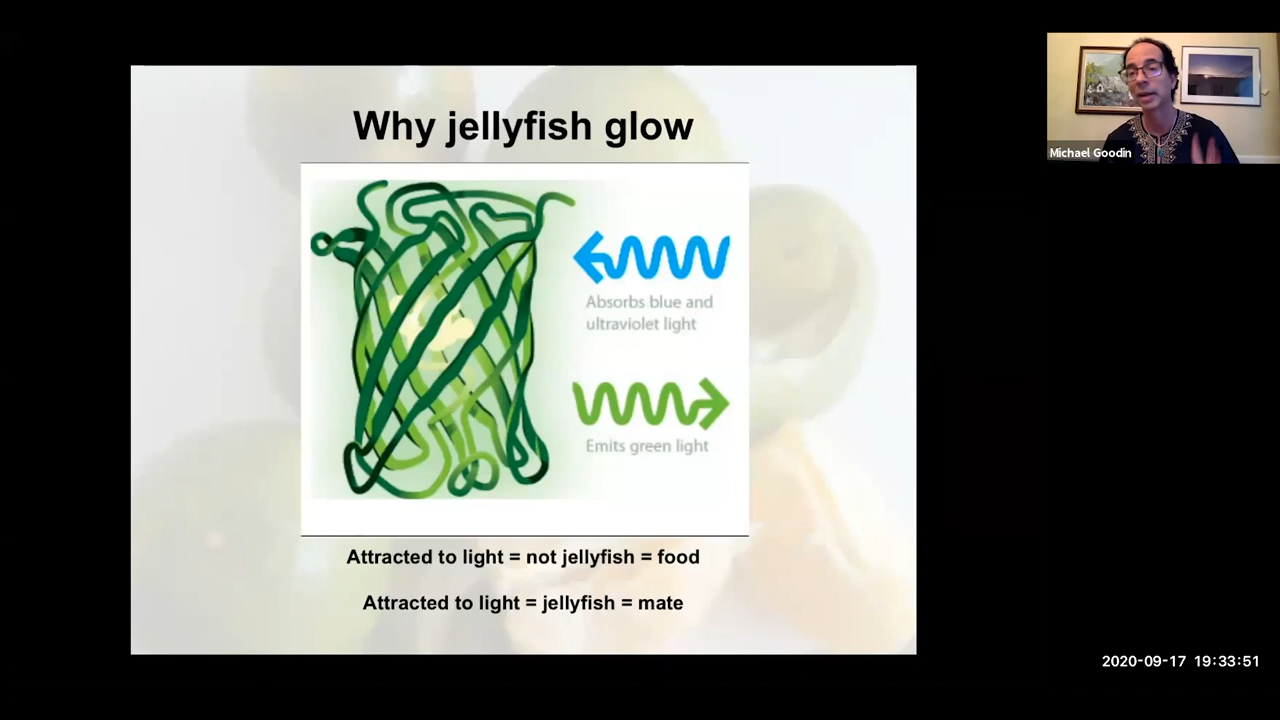 Why jellyfish glow
Absorbs blue and
ultraviolet light
Emits green light
Attracted to light = not jellyfish = food
Attracted to light = jellyfish = mate
Michael Goodin
2020-09-17 19:33:51